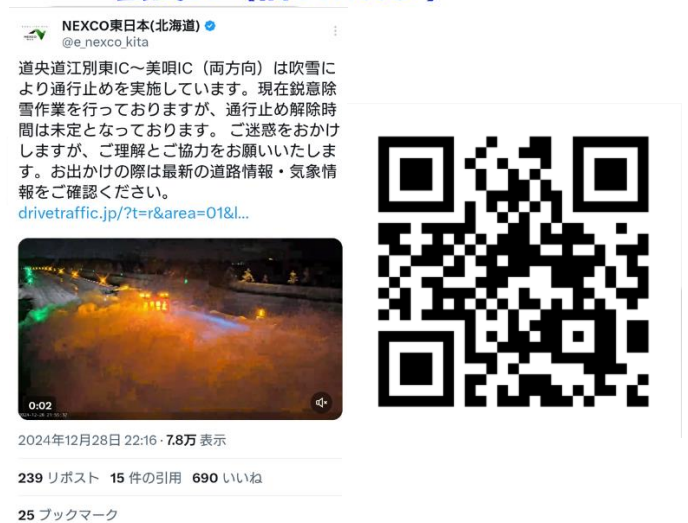 NEXCO東日本(北海道)
@e_nexco_kita
道央道江別東IC～美唄IC（両方向）は吹雪に
より通行止めを実施しています。現在鋭意除
雪作業を行っておりますが、通行止め解除時
間は未定となっております。 ご迷惑をおかけ
しますが、ご理解とご協力をお願いいたしま
す。お出かけの際は最新の道路情報・気象情
報をご確認ください。
drivetraffic.jp/?t=r&area=01&l...
0:02
2024年12月28日 22:16 · 7.8万 表示
239 リポスト 15 件の引用 690 いいね
25 ブックマーク